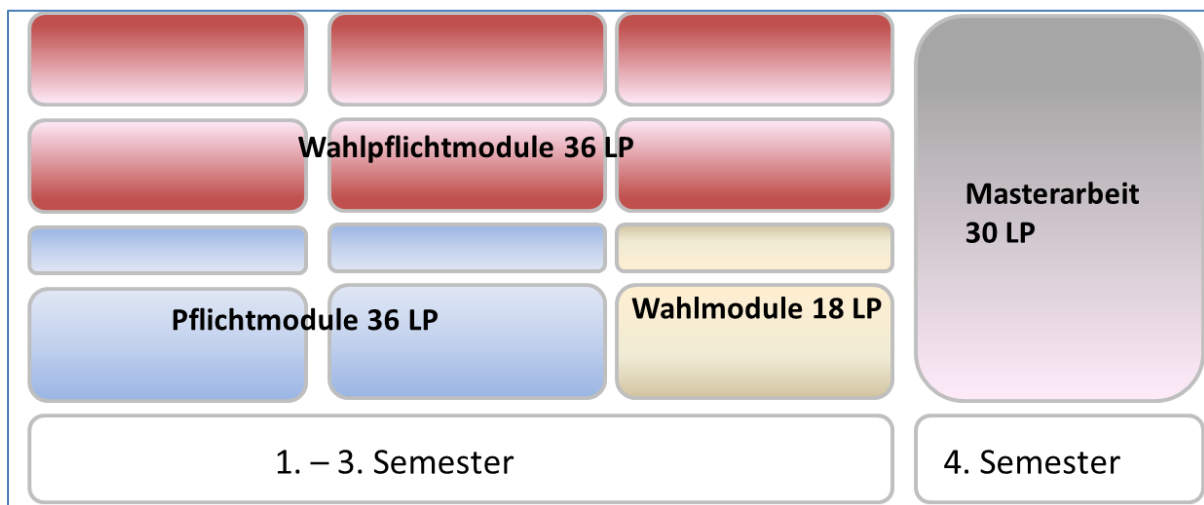 Wahlpflichtmodule 36 LP
Masterarbeit
30 LP
Pflichtmodule 36 LP
Wahlmodule 18 LP
1. – 3. Semester
4. Semester